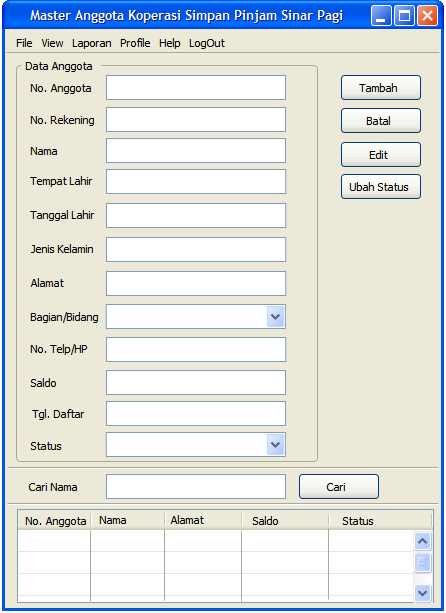 Master Anggota Koperasi Simpan Pinjam Sinar Pagi
File View Laporan Profile Help LogOut
Data Anggota
No. Anggota
Tambah
No. Rekening
Batal
Nama
Edit
Tempat Lahir
Ubah Status
Tanggal Lahir
Jenis Kelamin
Alamat
Bagian/Bidang
No. Telp/HP
Saldo
Tgl. Daftar
Status
Cari Nama
Cari
No. Anggota Nama Alamat Saldo Status